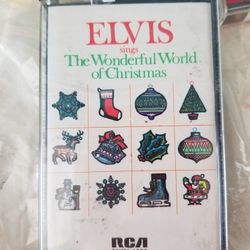 ELVIS
sings
The Wonderful World
of Christmas
RCA